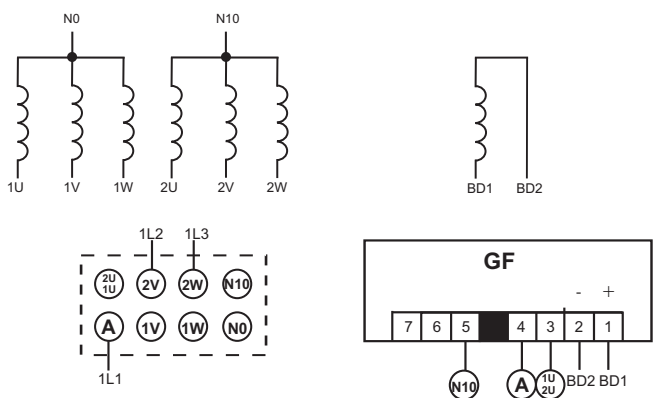 N0 N10
1U 1V 1W 2U 2V 2W BD1 BD2
1L2 1L3
2U
1U
2V 2W N10
A 1V 1W N0
1L1
GF
- +
7 6 5 4 3 2 1
N10 A
1U
2U
BD2 BD1